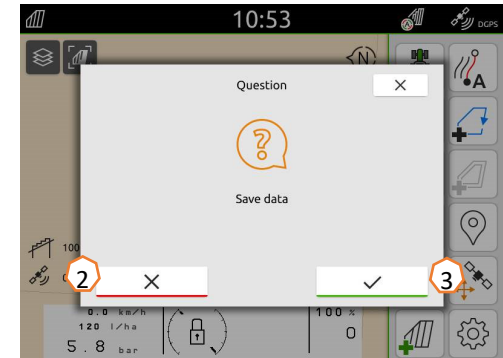 10:53
DGPS
N
Question
A
Save data
100
2
3
0.0 km/h
120 l/ha
5.8 bar
100 %
0